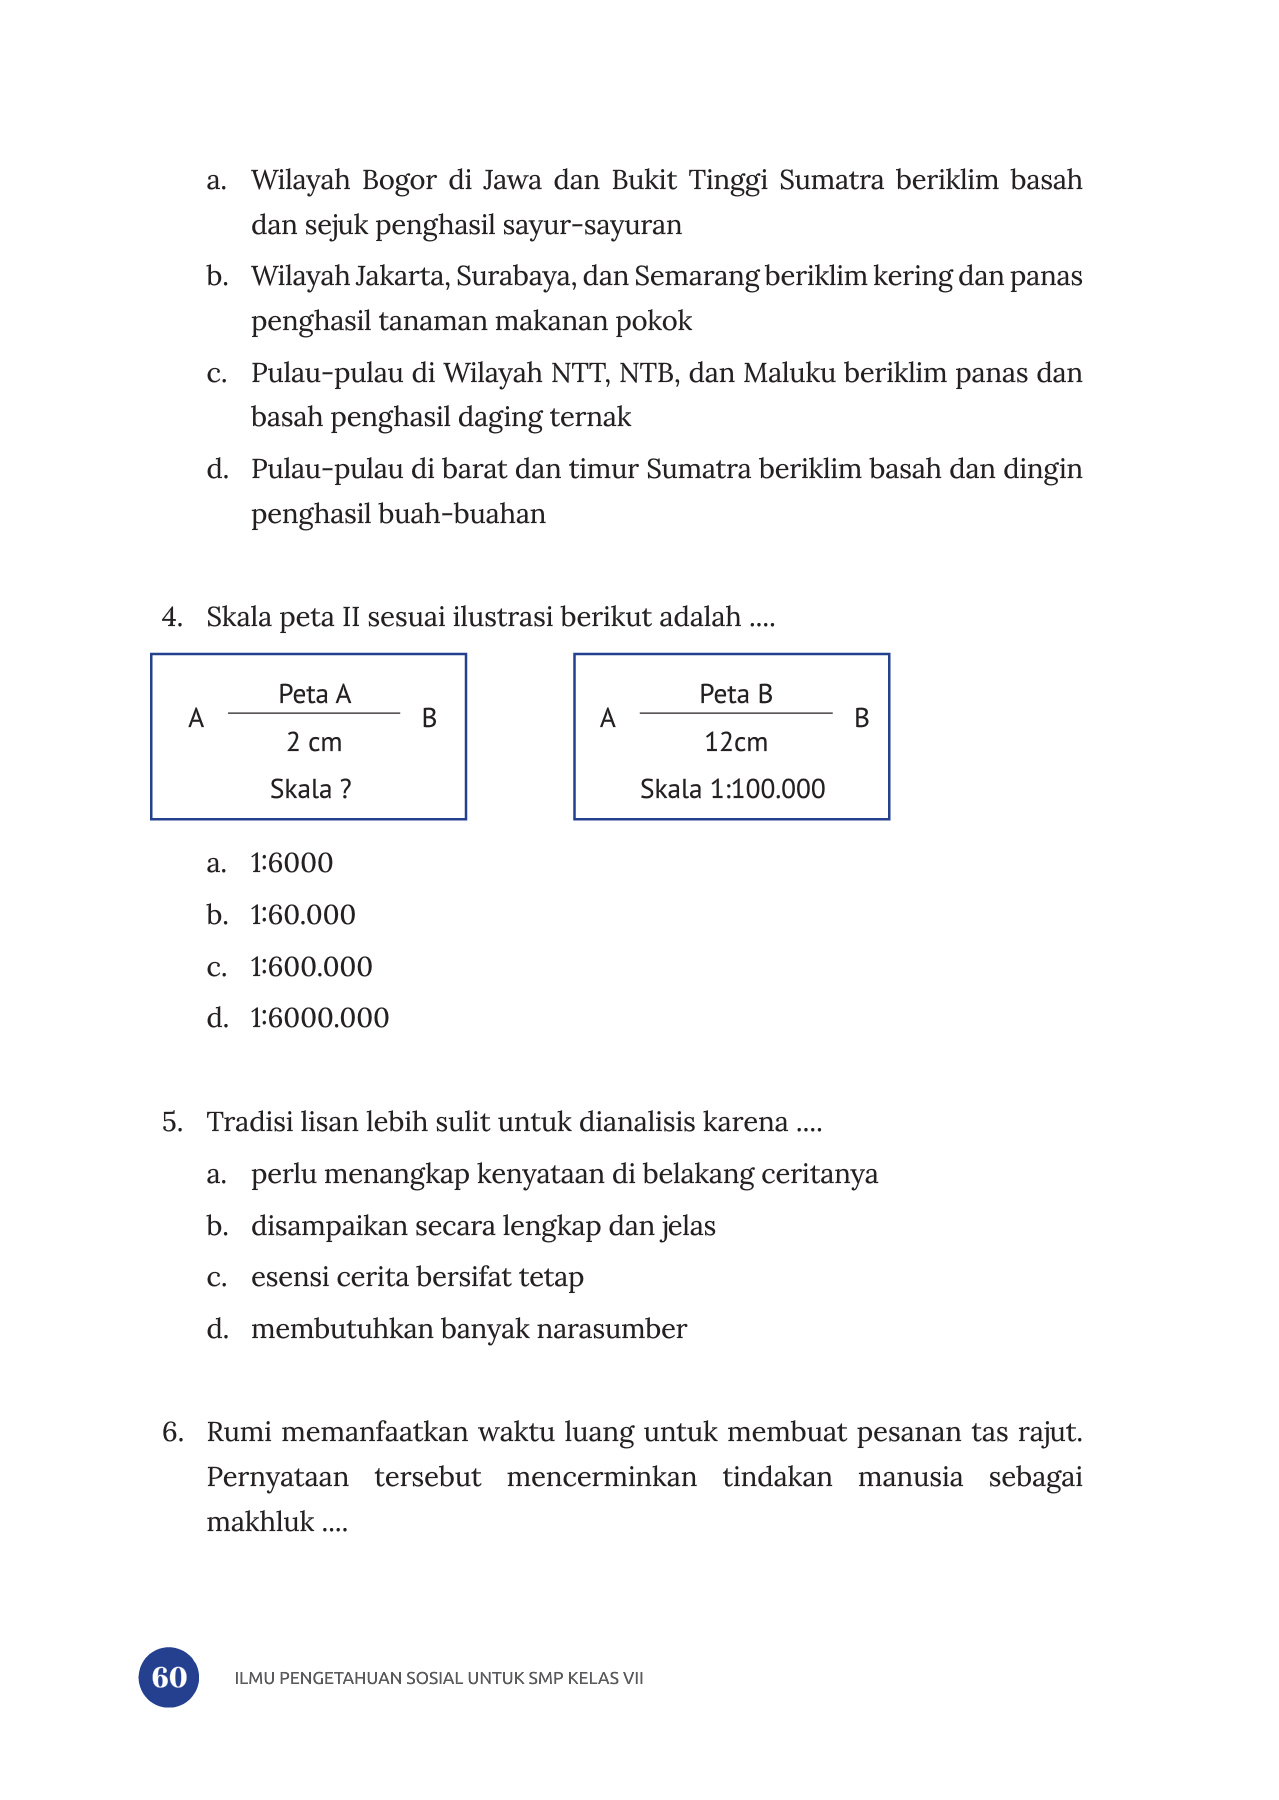 a. Wilayah Bogor di Jawa dan Bukit Tinggi Sumatra beriklim basah
dan sejuk penghasil sayur-sayuran
b. Wilayah Jakarta, Surabaya, dan Semarang beriklim kering dan panas
penghasil tanaman makanan pokok
c. Pulau-pulau di Wilayah NTT, NTB, dan Maluku beriklim panas dan
basah penghasil daging ternak
d. Pulau-pulau di barat dan timur Sumatra beriklim basah dan dingin
penghasil buah-buahan
4. Skala peta II sesuai ilustrasi berikut adalah ....
Peta A
A B
2 cm
Skala ?
Peta B
A B
12cm
Skala 1:100.000
a. 1:6000
b. 1:60.000
c. 1:600.000
d. 1:6000.000
5. Tradisi lisan lebih sulit untuk dianalisis karena ....
a. perlu menangkap kenyataan di belakang ceritanya
b. disampaikan secara lengkap dan jelas
c. esensi cerita bersifat tetap
d. membutuhkan banyak narasumber
6. Rumi memanfaatkan waktu luang untuk membuat pesanan tas rajut.
Pernyataan tersebut mencerminkan tindakan manusia sebagai
makhluk ....
60 ILMU PENGETAHUAN SOSIAL UNTUK SMP KELAS VII